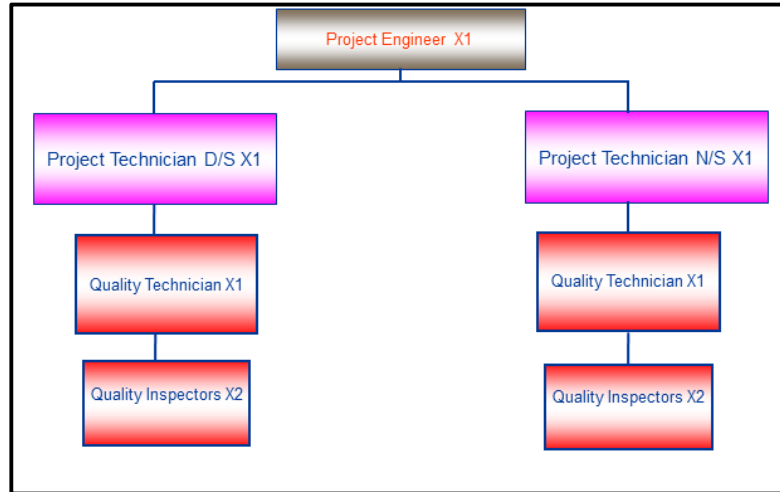 Project Engineer X1
Project Technician D/S X1
Project Technician N/S X1
Quality Technician X1
Quality Technician X1
Quality Inspectors X2
Quality Inspectors X2